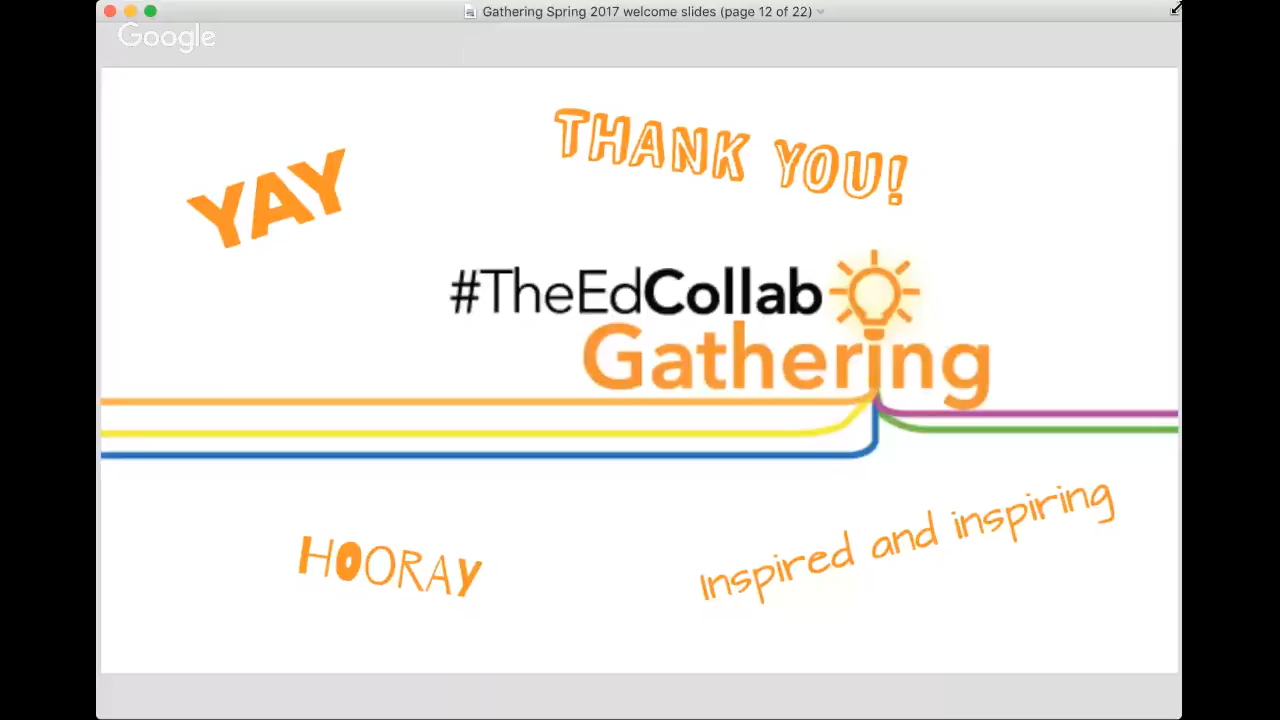 Gathering Spring 2017 welcome slides (page 12 of 22)
Google
THANK YOU!
YAY
#TheEdCollab
Gathering
Inspired and inspiring
HOORAY